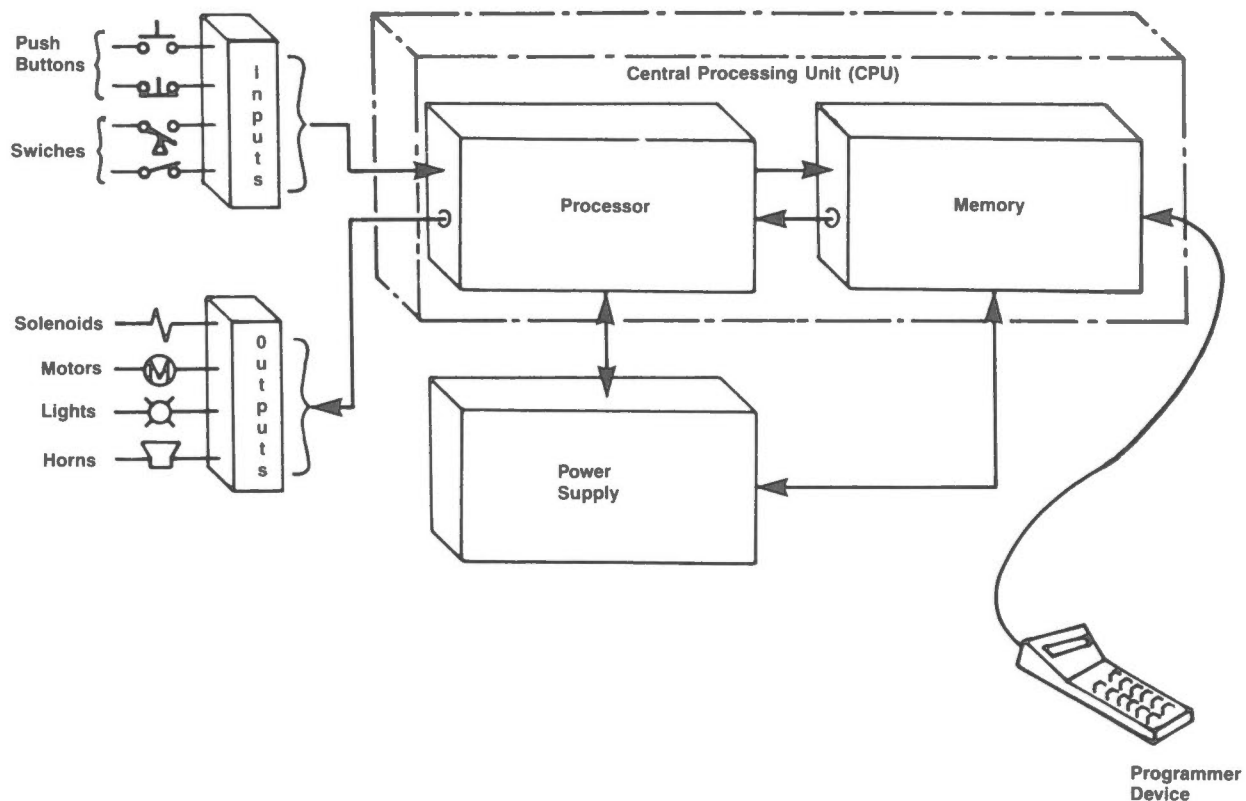 Push
Buttons
Swiches
Inputs
Central Processing Unit (CPU)
Processor
Memory
Solenoids
Motors
M
Lights
Horns
Outputs
Power
Supply
Programmer
Device